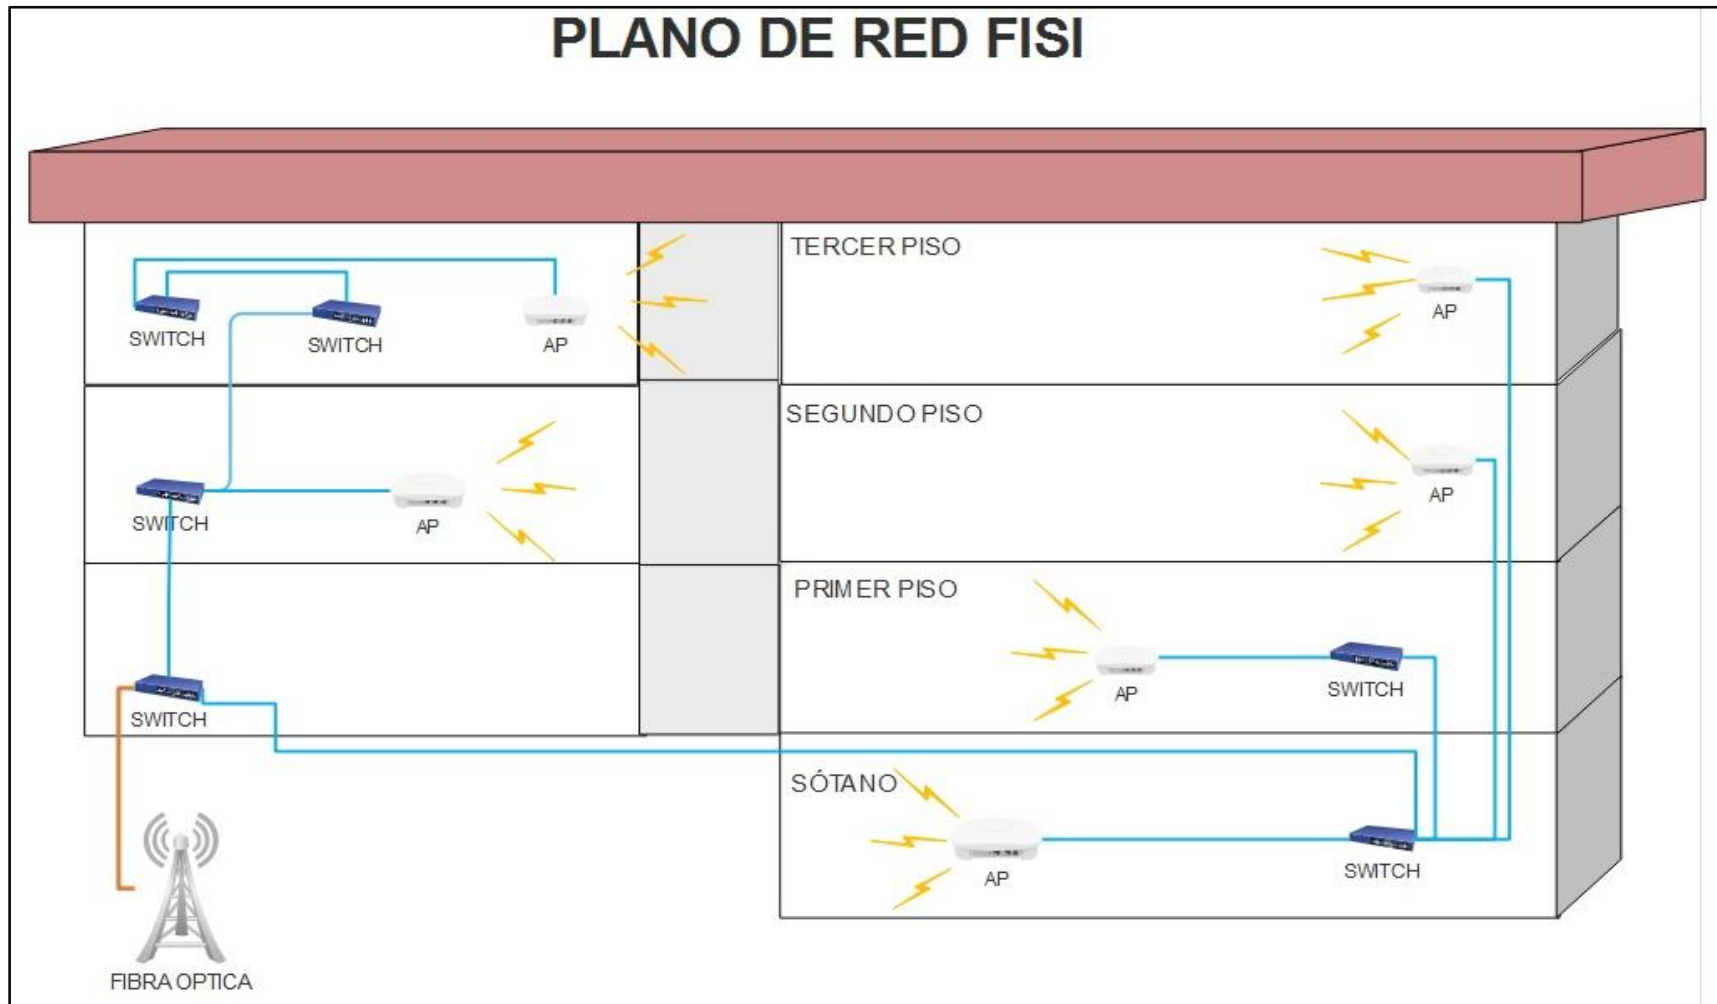 PLANO DE RED FISI
TERCER PISO
SWITCH
SWITCH
AP
AP
SEGUNDO PISO
SWITCH
AP
AP
PRIMER PISO
SWITCH
AP
SWITCH
SÓTANO
AP
SWITCH
FIBRA OPTICA